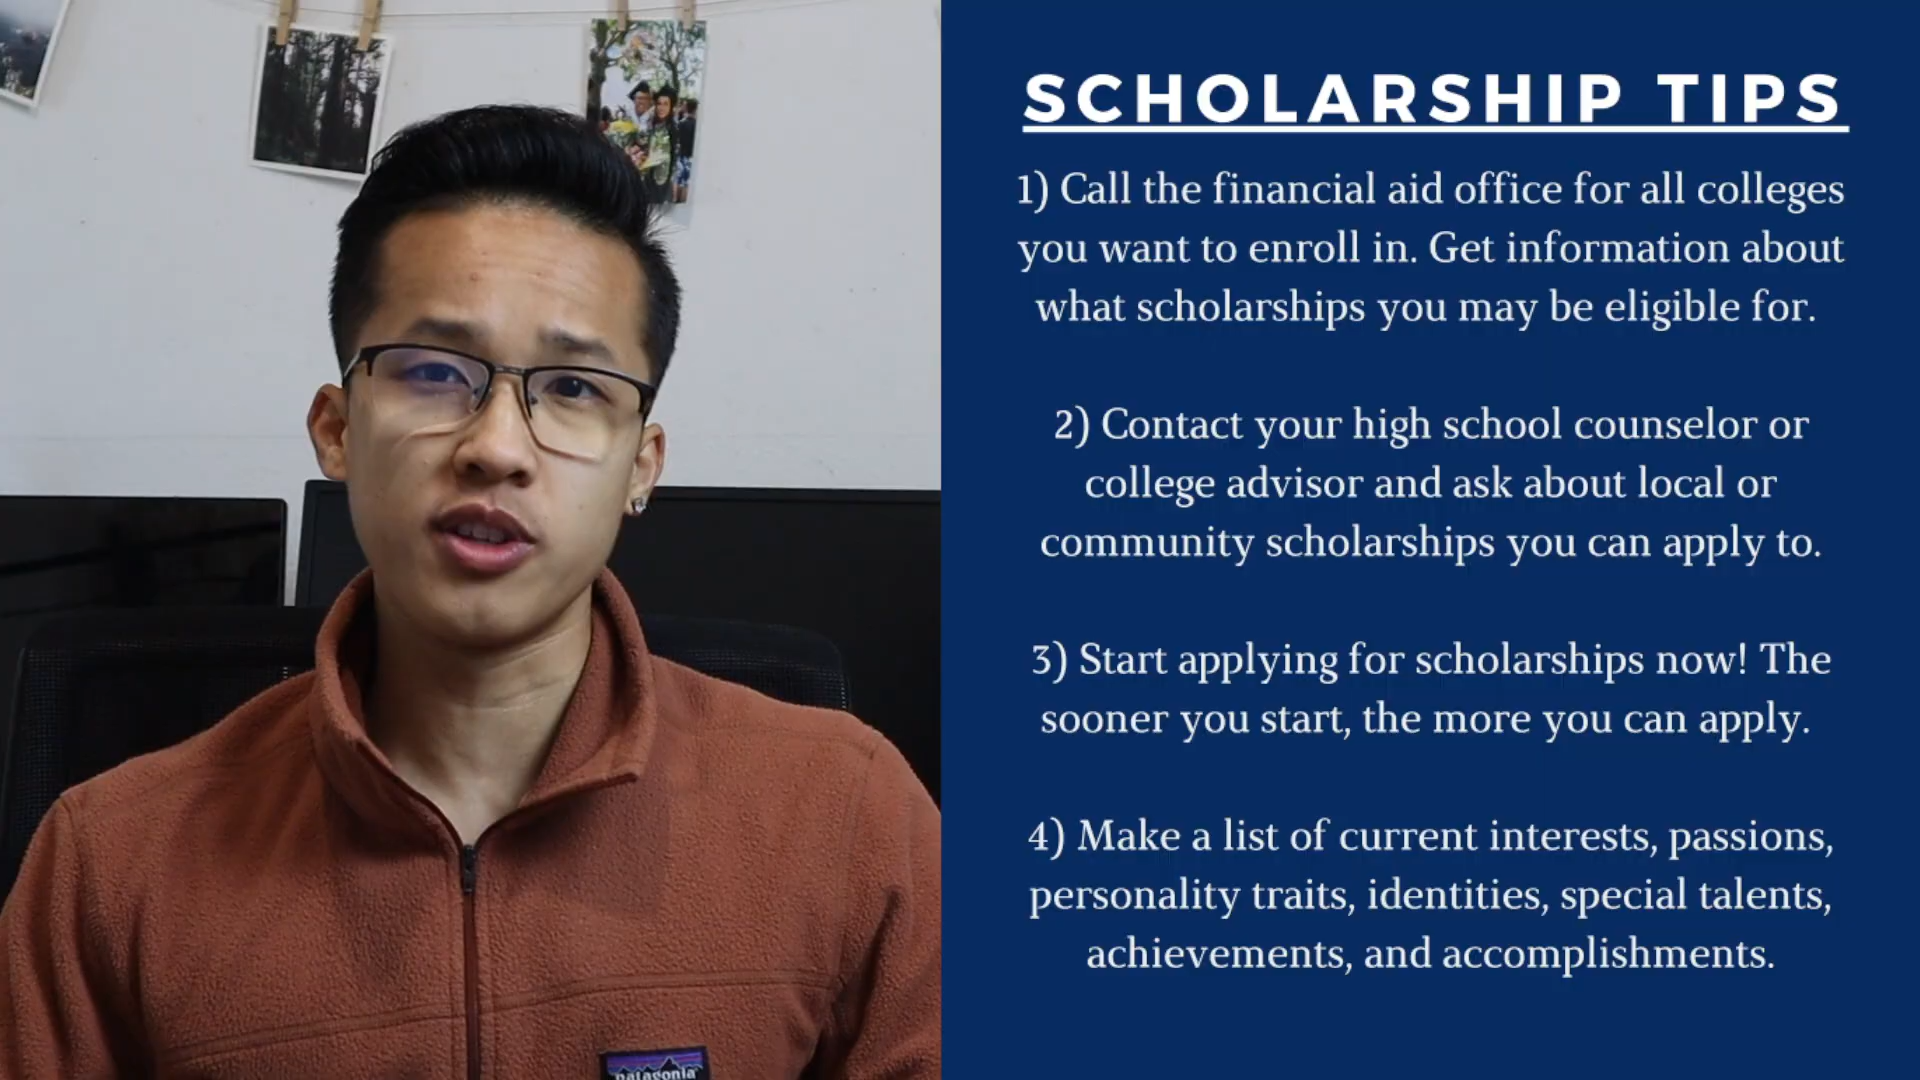 SCHOLARSHIP TIPS
1) Call the financial aid office for all colleges
you want to enroll in. Get information about
what scholarships you may be eligible for.
2) Contact your high school counselor or
college advisor and ask about local or
community scholarships you can apply to.
3) Start applying for scholarships now! The
sooner you start, the more you can apply.
4) Make a list of current interests, passions,
personality traits, identities, special talents,
achievements, and accomplishments.
patagonia